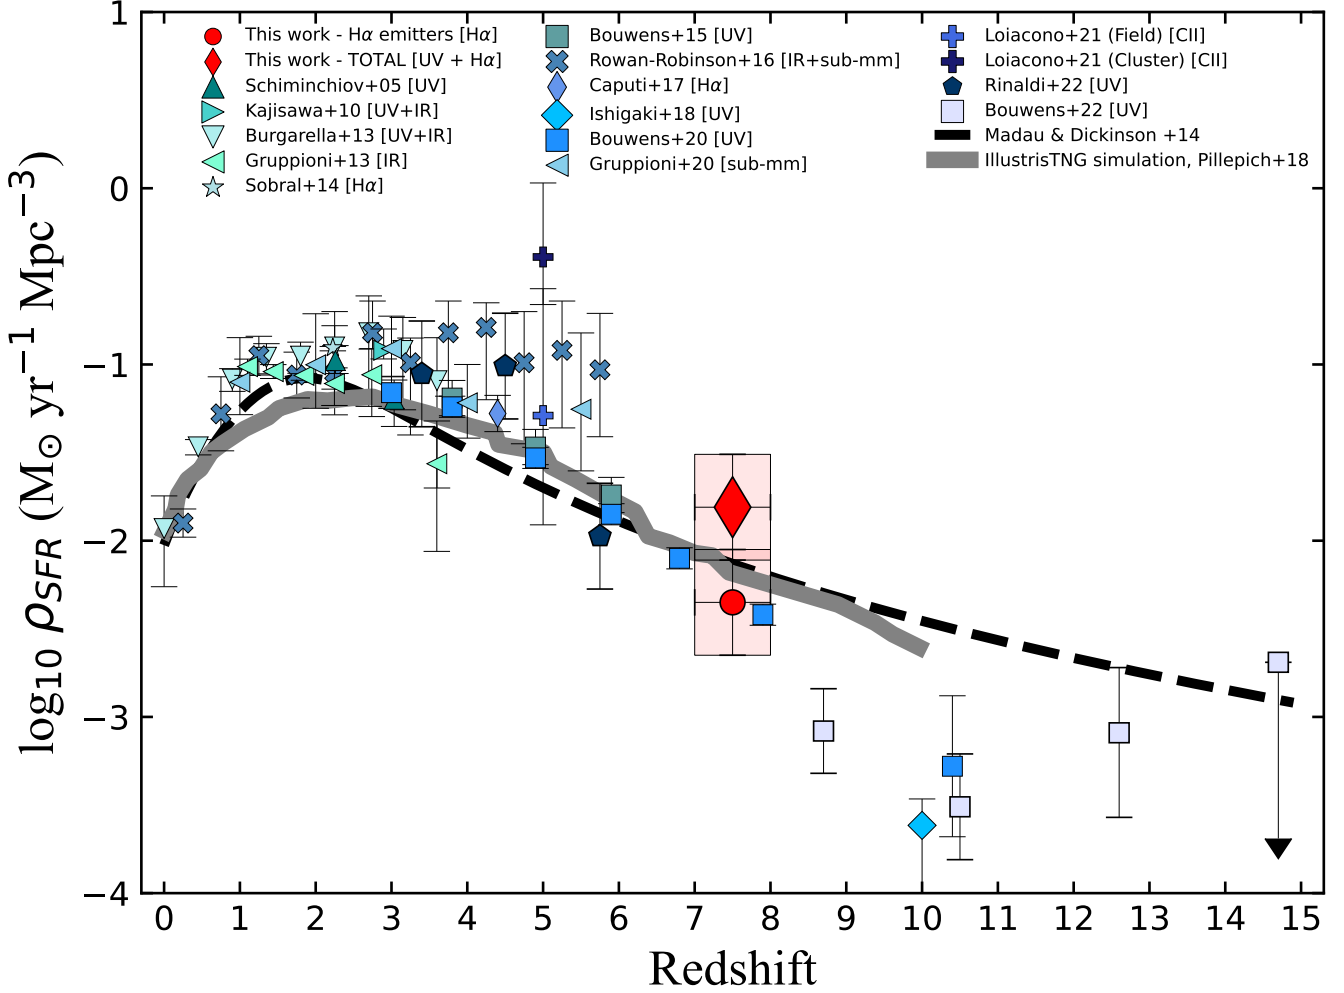 This work - Hα emitters [Hα]
This work - TOTAL [UV + Hα]
Schiminchiov+05 [UV]
Kajisawa+10 [UV+IR]
Burgarella+13 [UV+IR]
Gruppioni+13 [IR]
Sobral+14 [Hα]
Bouwens+15 [UV]
Rowan-Robinson+16 [IR+sub-mm]
Caputi+17 [Hα]
Ishigaki+18 [UV]
Bouwens+20 [UV]
Gruppioni+20 [sub-mm]
Loiacono+21 (Field) [CII]
Loiacono+21 (Cluster) [CII]
Rinaldi+22 [UV]
Bouwens+22 [UV]
Madau & Dickinson +14
IllustrisTNG simulation, Pillepich+18
log₁₀ ρ_SFR (M⊙ yr⁻¹ Mpc⁻³)
1
0
−1
−2
−3
−4
0 1 2 3 4 5 6 7 8 9 10 11 12 13 14 15
Redshift